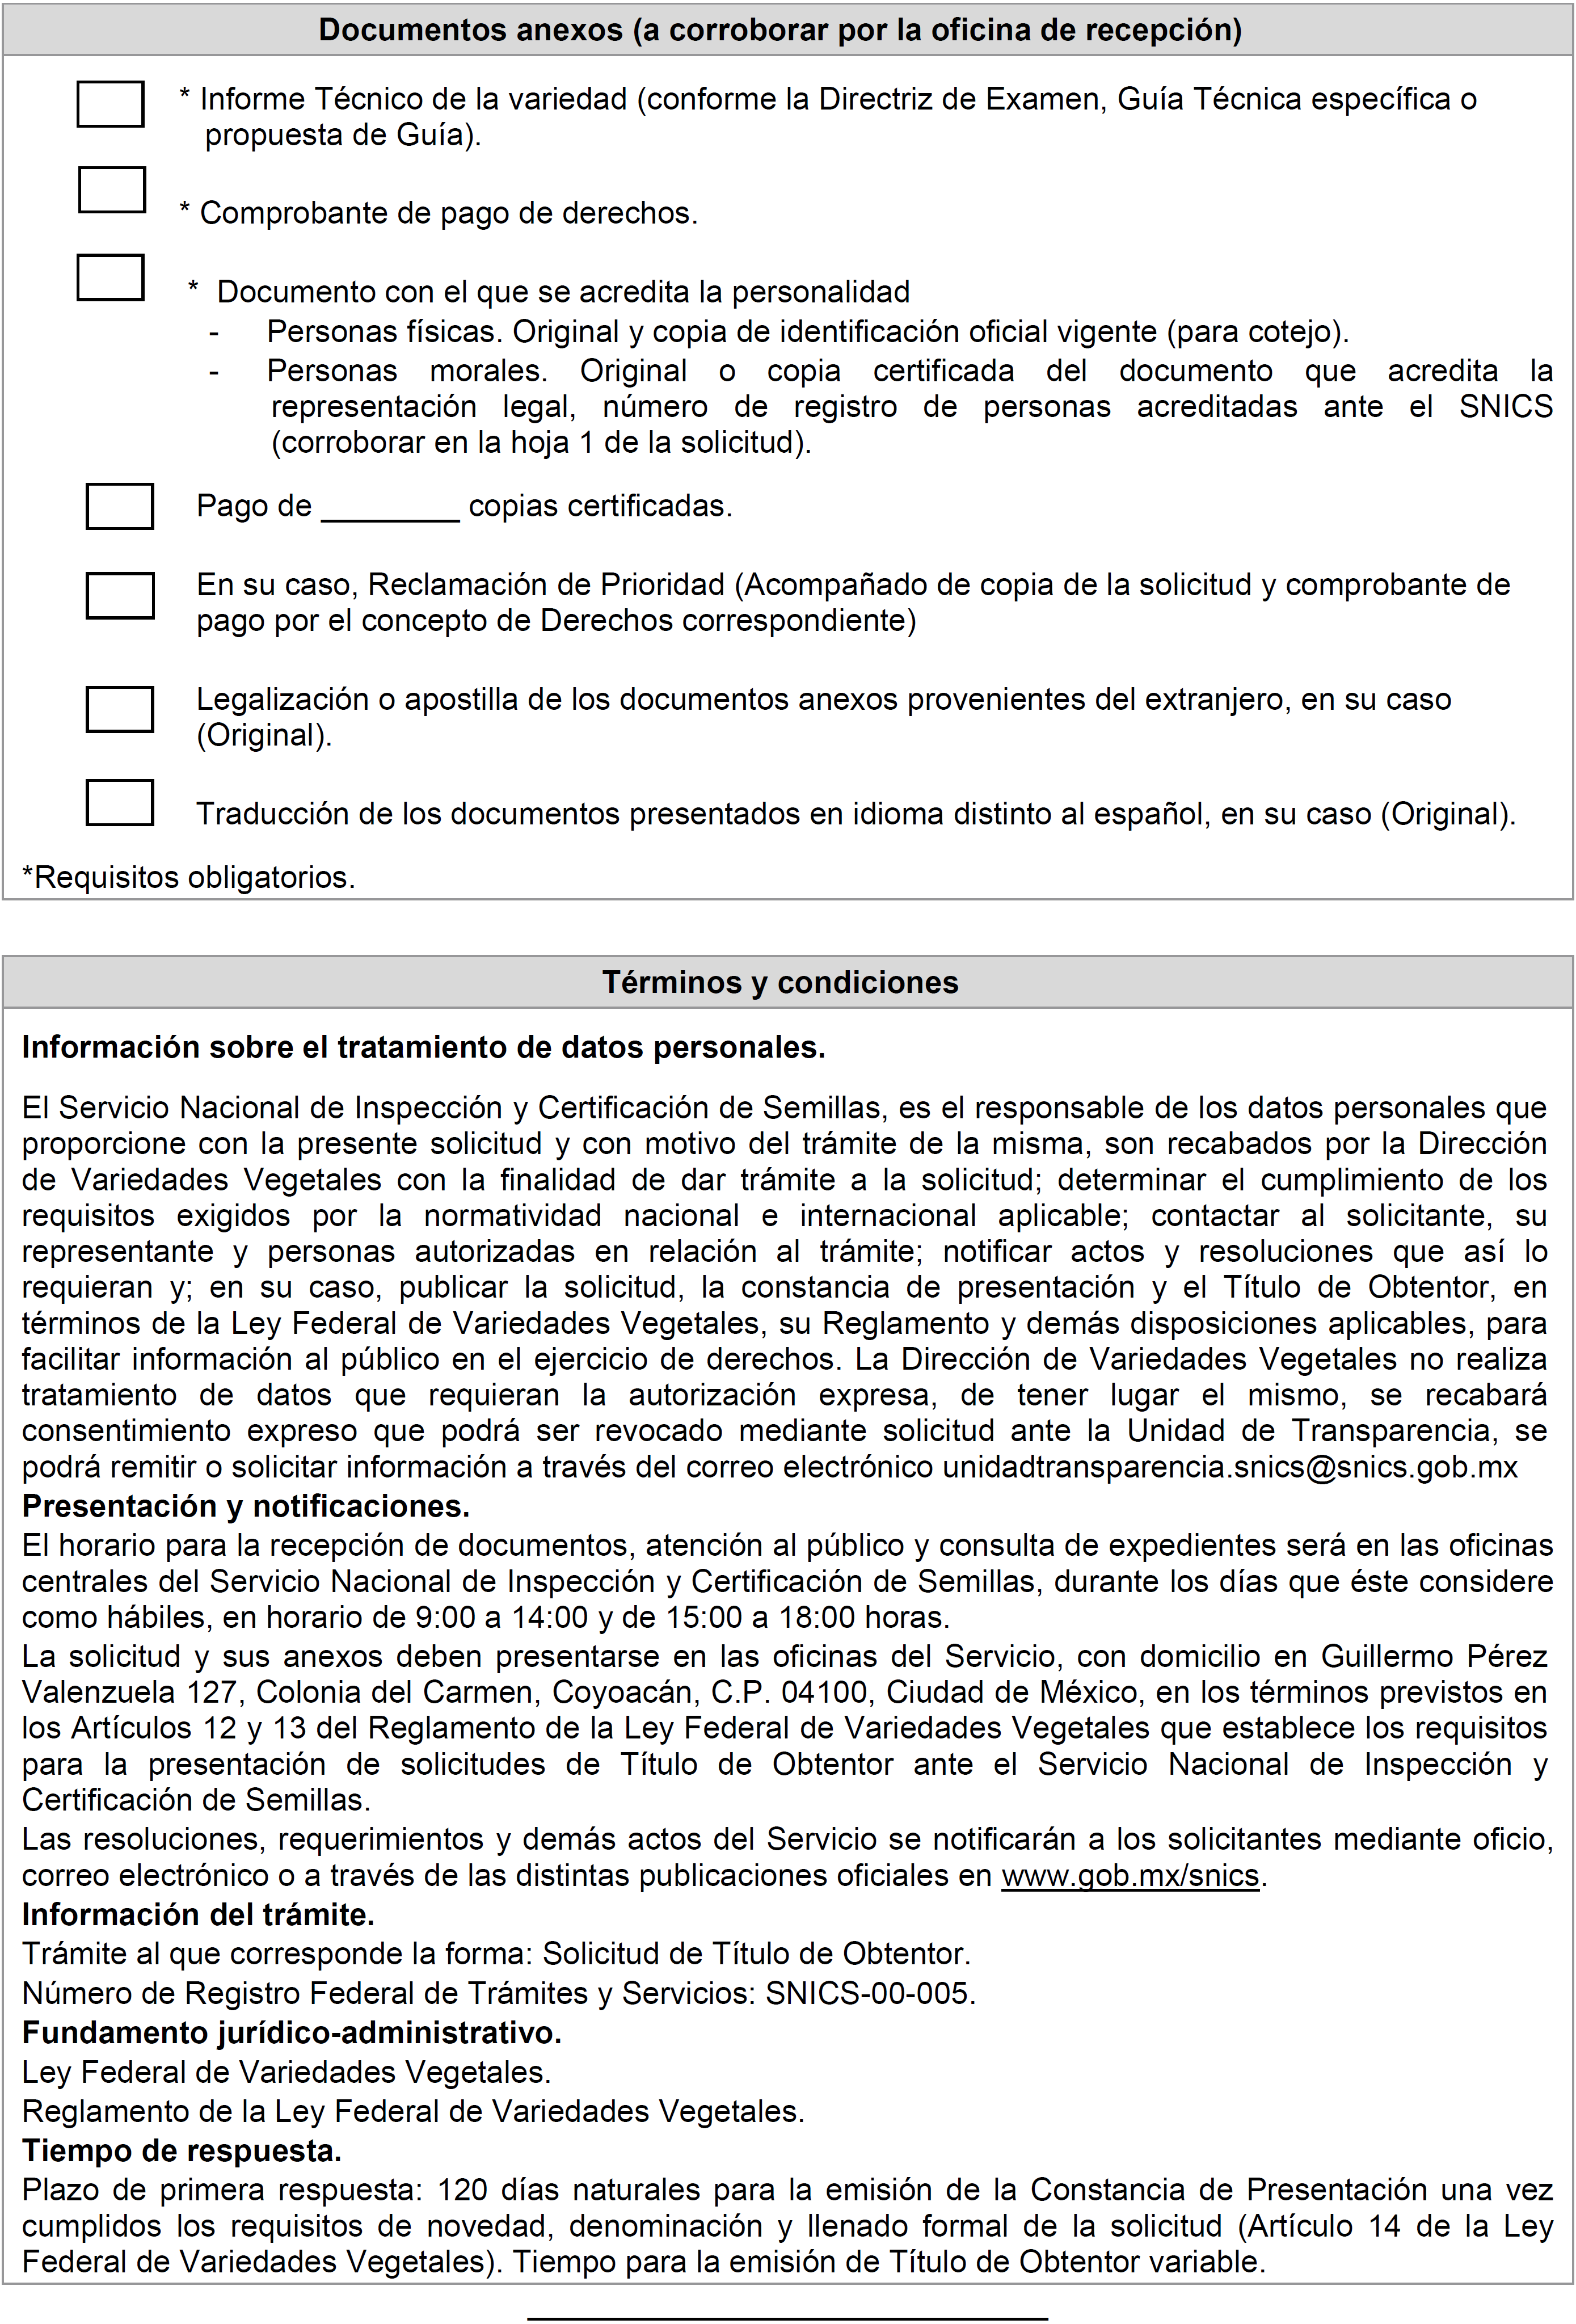 Documentos anexos (a corroborar por la oficina de recepción)
* Informe Técnico de la variedad (conforme la Directriz de Examen, Guía Técnica específica o
propuesta de Guía).
* Comprobante de pago de derechos.
* Documento con el que se acredita la personalidad
- Personas físicas. Original y copia de identificación oficial vigente (para cotejo).
- Personas morales. Original o copia certificada del documento que acredita la
representación legal, número de registro de personas acreditadas ante el SNICS
(corroborar en la hoja 1 de la solicitud).
Pago de ________ copias certificadas.
En su caso, Reclamación de Prioridad (Acompañado de copia de la solicitud y comprobante de
pago por el concepto de Derechos correspondiente)
Legalización o apostilla de los documentos anexos provenientes del extranjero, en su caso
(Original).
Traducción de los documentos presentados en idioma distinto al español, en su caso (Original).
*Requisitos obligatorios.
Términos y condiciones
Información sobre el tratamiento de datos personales.
El Servicio Nacional de Inspección y Certificación de Semillas, es el responsable de los datos personales que
proporcione con la presente solicitud y con motivo del trámite de la misma, son recabados por la Dirección
de Variedades Vegetales con la finalidad de dar trámite a la solicitud; determinar el cumplimiento de los
requisitos exigidos por la normatividad nacional e internacional aplicable; contactar al solicitante, su
representante y personas autorizadas en relación al trámite; notificar actos y resoluciones que así lo
requieran y; en su caso, publicar la solicitud, la constancia de presentación y el Título de Obtentor, en
términos de la Ley Federal de Variedades Vegetales, su Reglamento y demás disposiciones aplicables, para
facilitar información al público en el ejercicio de derechos. La Dirección de Variedades Vegetales no realiza
tratamiento de datos que requieran la autorización expresa, de tener lugar el mismo, se recabará
consentimiento expreso que podrá ser revocado mediante solicitud ante la Unidad de Transparencia, se
podrá remitir o solicitar información a través del correo electrónico unidadtransparencia.snics@snics.gob.mx
Presentación y notificaciones.
El horario para la recepción de documentos, atención al público y consulta de expedientes será en las oficinas
centrales del Servicio Nacional de Inspección y Certificación de Semillas, durante los días que éste considere
como hábiles, en horario de 9:00 a 14:00 y de 15:00 a 18:00 horas.
La solicitud y sus anexos deben presentarse en las oficinas del Servicio, con domicilio en Guillermo Pérez
Valenzuela 127, Colonia del Carmen, Coyoacán, C.P. 04100, Ciudad de México, en los términos previstos en
los Artículos 12 y 13 del Reglamento de la Ley Federal de Variedades Vegetales que establece los requisitos
para la presentación de solicitudes de Título de Obtentor ante el Servicio Nacional de Inspección y
Certificación de Semillas.
Las resoluciones, requerimientos y demás actos del Servicio se notificarán a los solicitantes mediante oficio,
correo electrónico o a través de las distintas publicaciones oficiales en www.gob.mx/snics.
Información del trámite.
Trámite al que corresponde la forma: Solicitud de Título de Obtentor.
Número de Registro Federal de Trámites y Servicios: SNICS-00-005.
Fundamento jurídico-administrativo.
Ley Federal de Variedades Vegetales.
Reglamento de la Ley Federal de Variedades Vegetales.
Tiempo de respuesta.
Plazo de primera respuesta: 120 días naturales para la emisión de la Constancia de Presentación una vez
cumplidos los requisitos de novedad, denominación y llenado formal de la solicitud (Artículo 14 de la Ley
Federal de Variedades Vegetales). Tiempo para la emisión de Título de Obtentor variable.